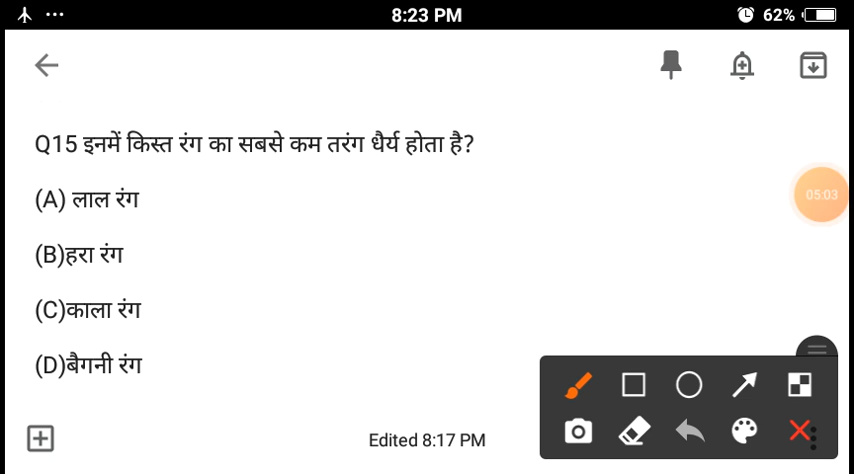 8:23 PM
62%
Q15 इनमें किस्त रंग का सबसे कम तरंग धैर्य होता है?
(A) लाल रंग
05:03
(B)हरा रंग
(C)काला रंग
(D)बैगनी रंग
Edited 8:17 PM